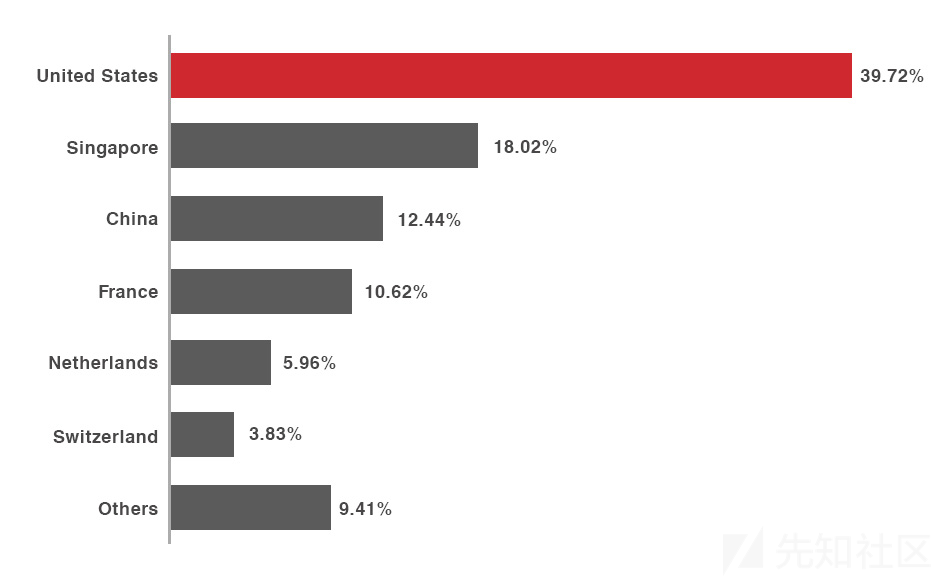 United States 39.72%
Singapore 18.02%
China 12.44%
France 10.62%
Netherlands 5.96%
Switzerland 3.83%
Others 9.41%
先知社区